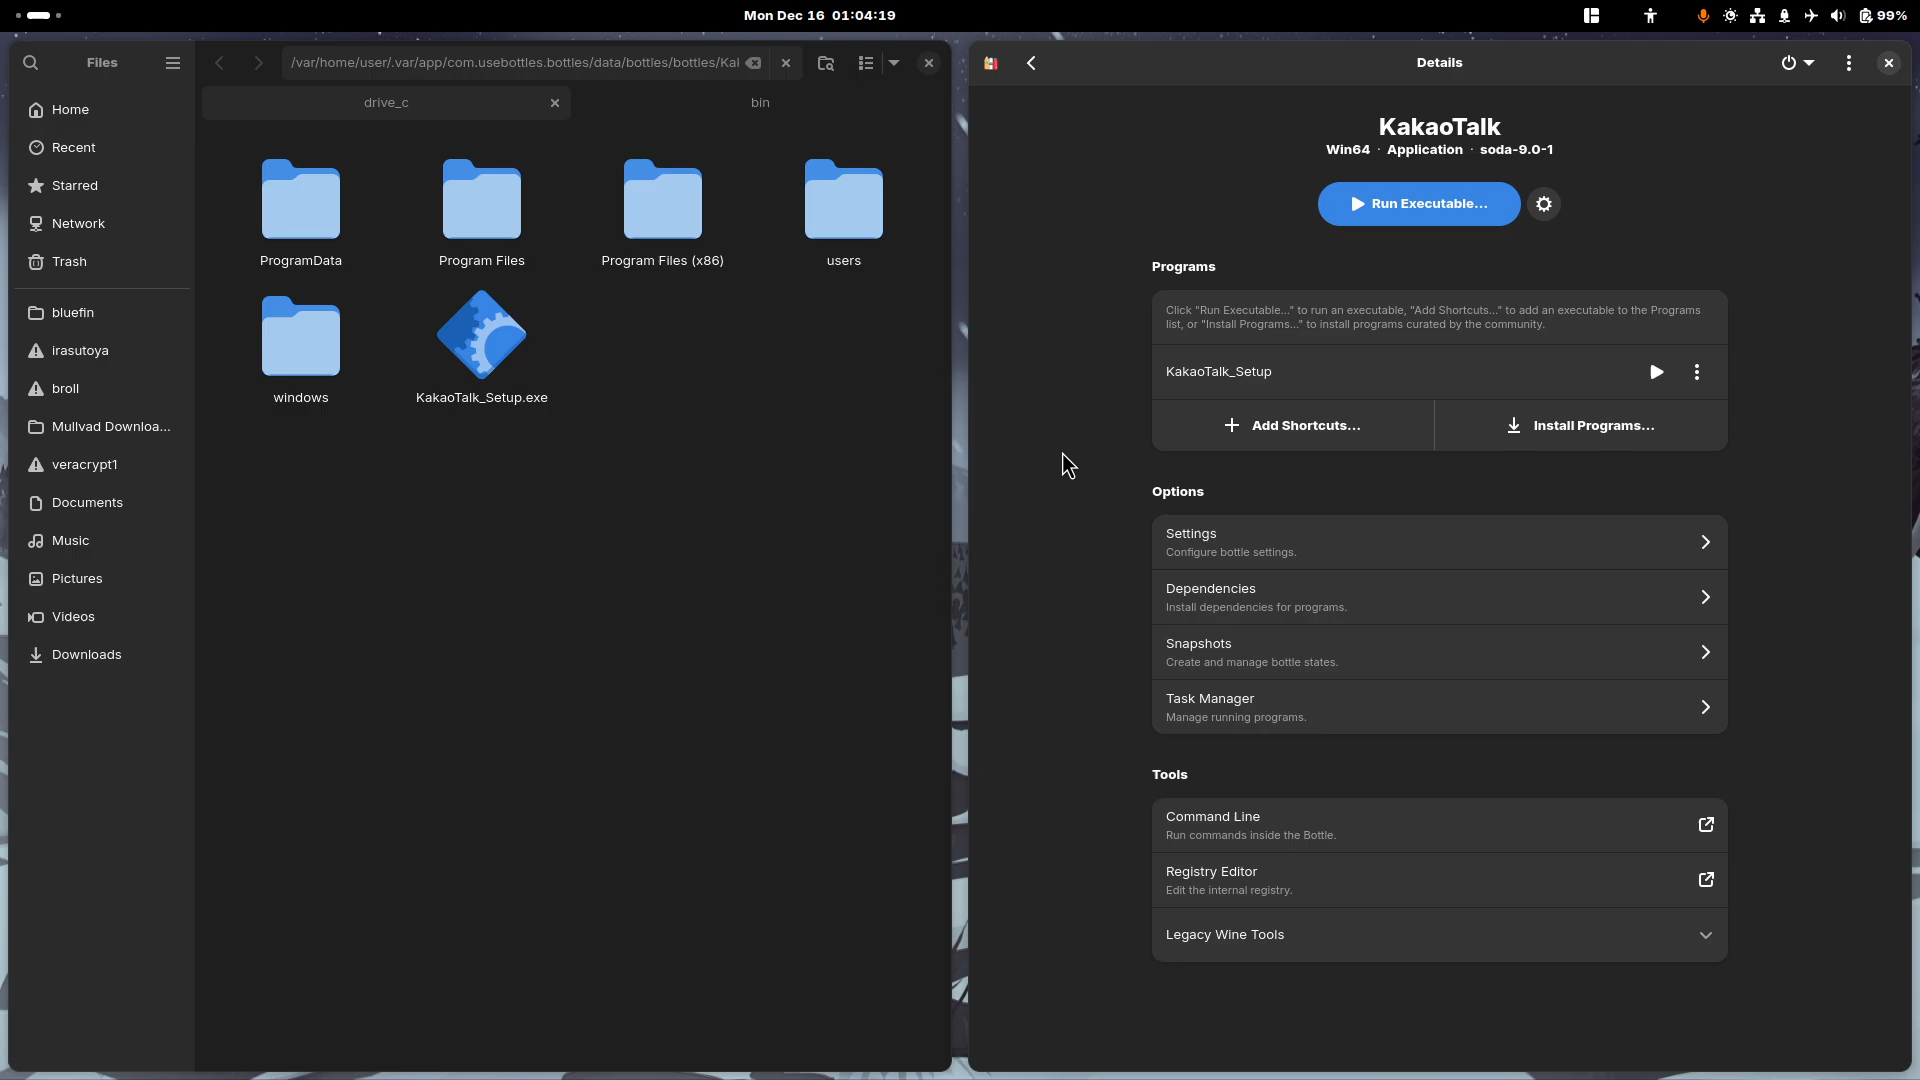 Mon Dec 16 01:04:19
99%
Files
/var/home/user/.var/app/com.usebottles.bottles/data/bottles/bottles/Kal
drive_c
bin
Home
Recent
Starred
Network
Trash
bluefin
irasutoya
broll
Mullvad Downloa...
veracrypt1
Documents
Music
Pictures
Videos
Downloads
ProgramData
Program Files
Program Files (x86)
users
windows
KakaoTalk_Setup.exe
Details
KakaoTalk
Win64 · Application · soda-9.0-1
Run Executable...
Programs
Click "Run Executable..." to run an executable, "Add Shortcuts..." to add an executable to the Programs
list, or "Install Programs..." to install programs curated by the community.
KakaoTalk_Setup
Add Shortcuts...
Install Programs...
Options
Settings
Configure bottle settings.
Dependencies
Install dependencies for programs.
Snapshots
Create and manage bottle states.
Task Manager
Manage running programs.
Tools
Command Line
Run commands inside the Bottle.
Registry Editor
Edit the internal registry.
Legacy Wine Tools